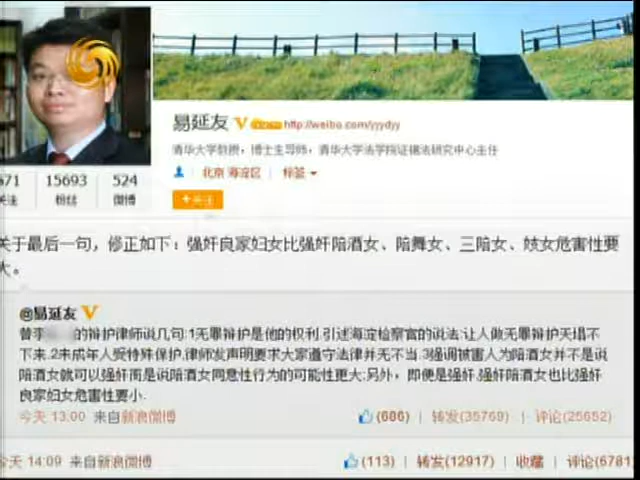 易延友 http://weibo.com/yydyy
清华大学教授，博士生导师，清华大学法学院证据法研究中心主任
北京 海淀区 标签
671 15693 524
关注 粉丝 微博
+关注
关于最后一句，修正如下：强奸良家妇女比强奸陪酒女、陪舞女、三陪女、妓女危害性要
大。
@易延友
替李 的辩护律师说几句:1无罪辩护是他的权利.引述海淀检察官的说法:让人做无罪辩护天塌不
下来.2未成年人受特殊保护,律师发声明要求大家遵守法律并无不当.3强调被害人为陪酒女并不是说
陪酒女就可以强奸而是说陪酒女同意性行为的可能性更大;另外，即便是强奸.强奸陪酒女也比强奸
良家妇女危害性要小.
今天 13:00 来自新浪微博 (686) 转发(35769) 评论(25652)
今天 14:09 来自新浪微博 (113) 转发(12917) 收藏 评论(6781